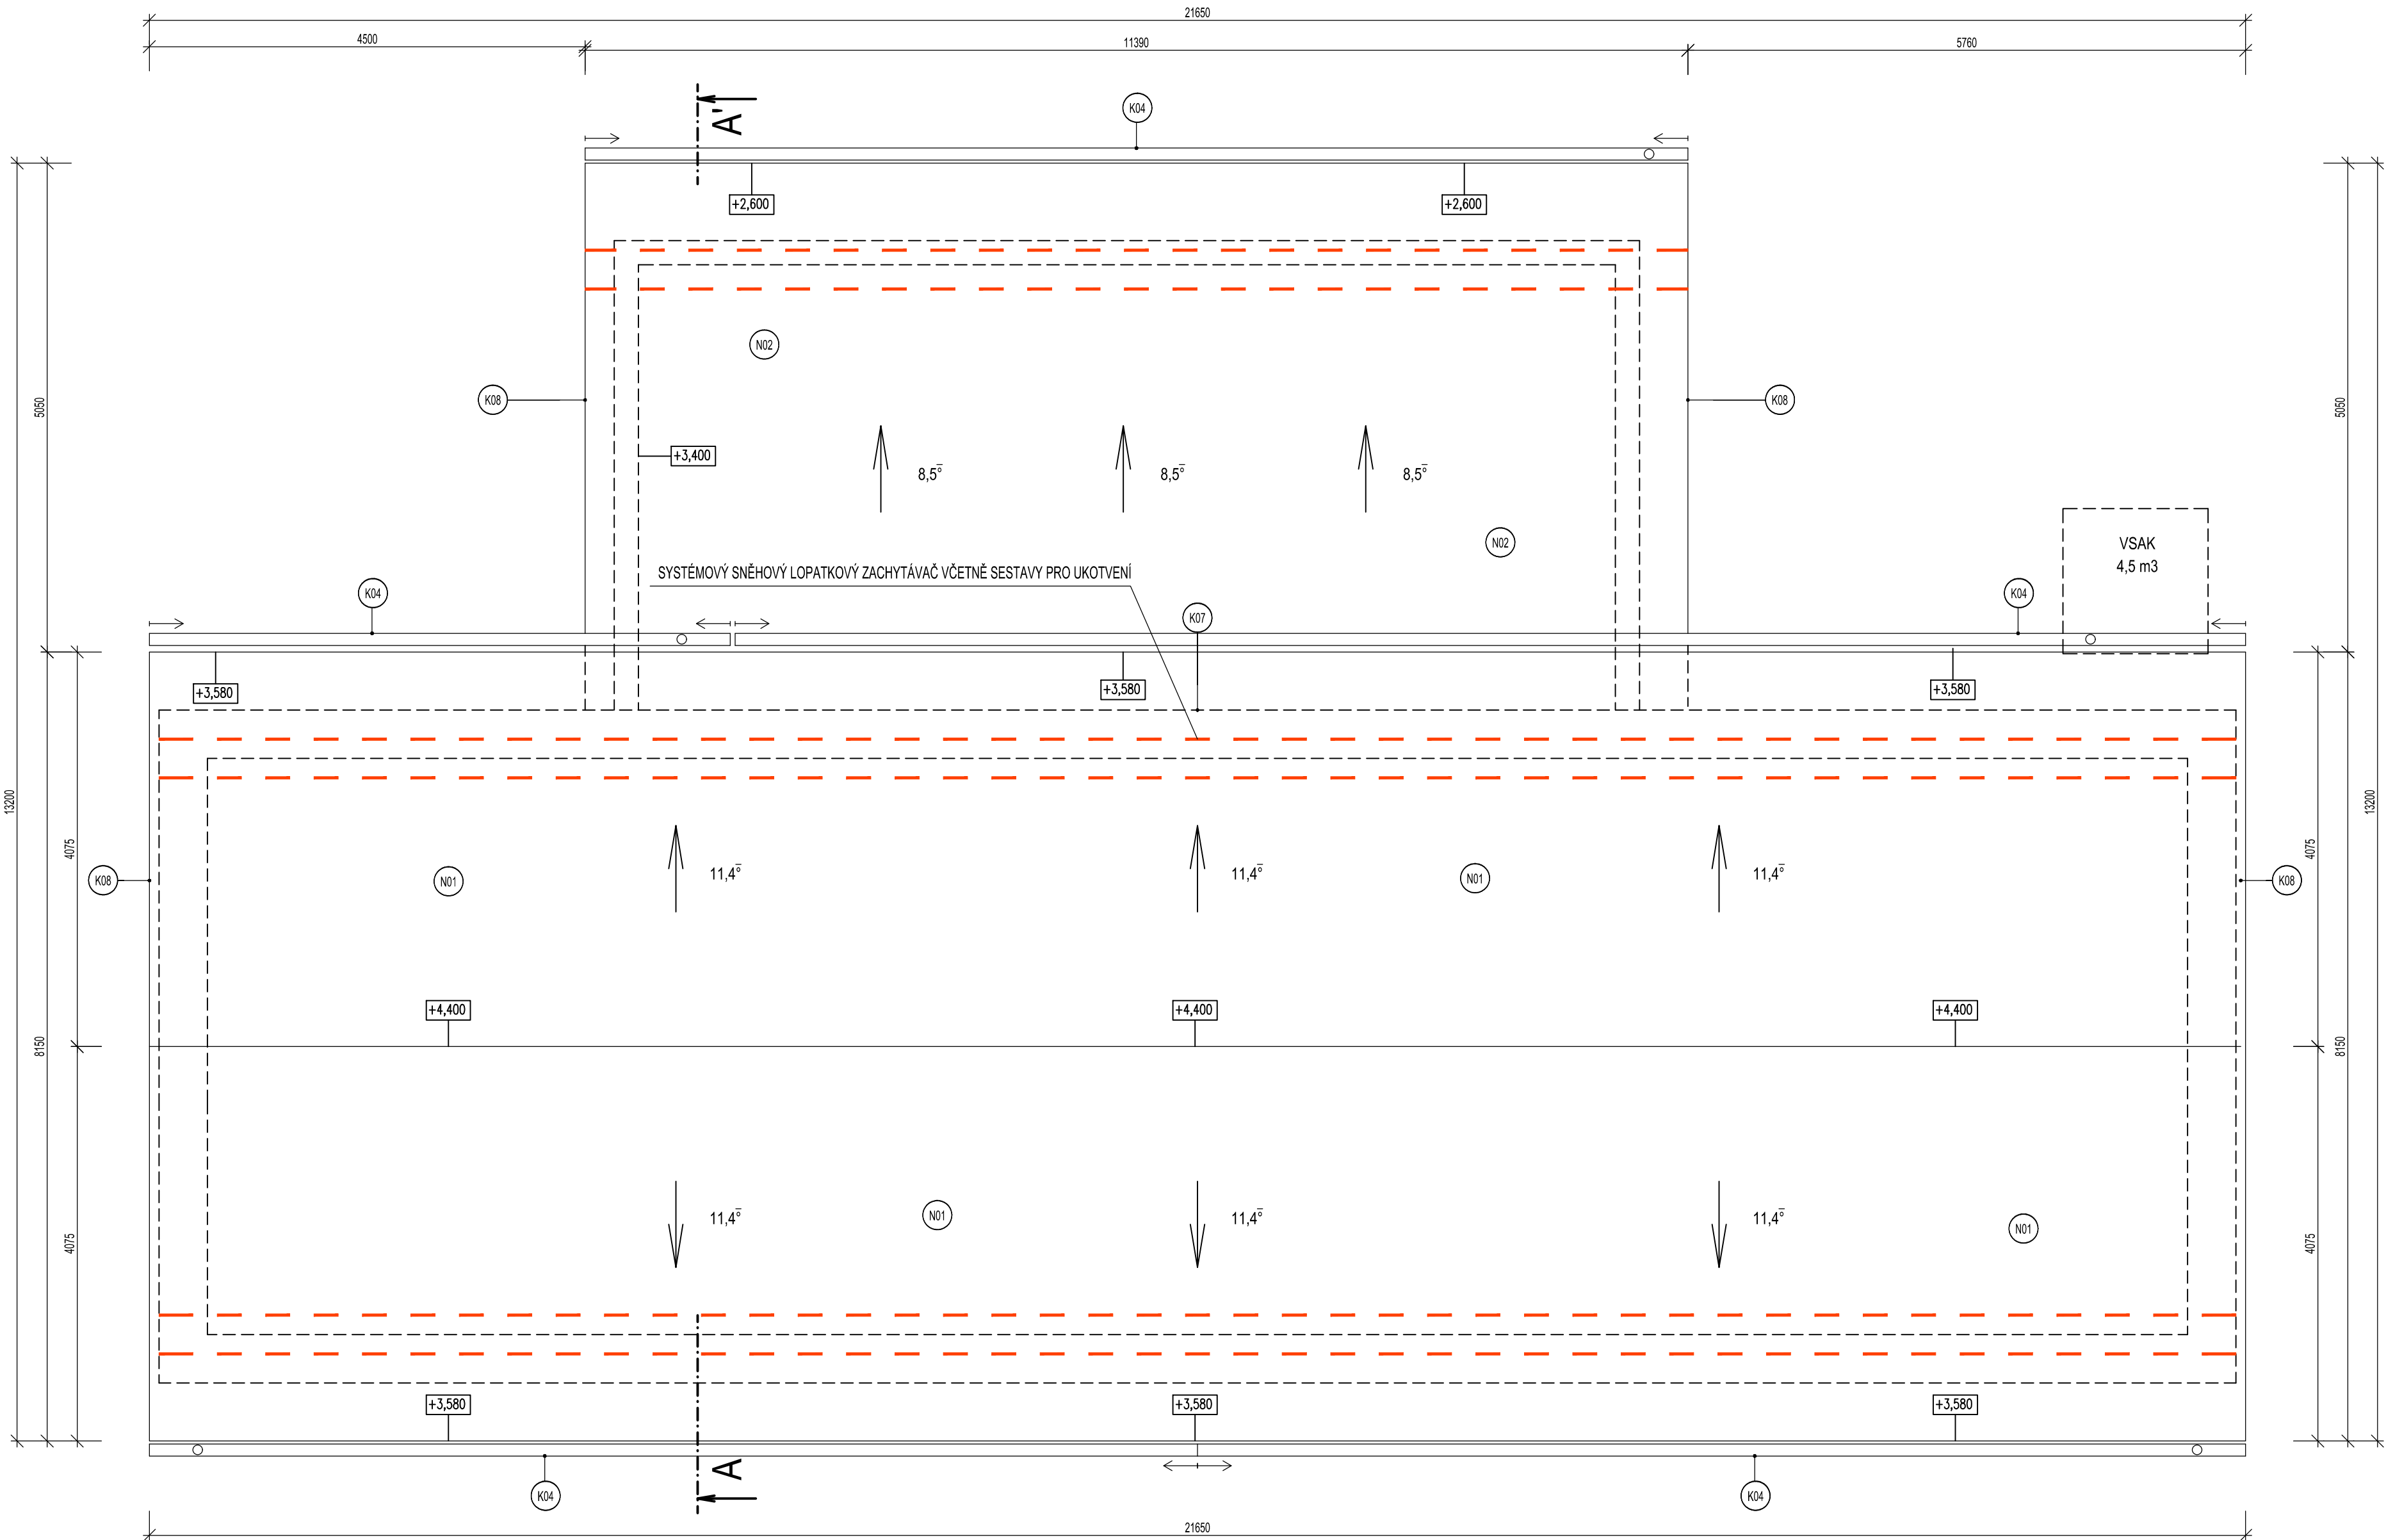 21650
4500
11390
5760
K04
A'
+2,600
+2,600
N02
K08
K08
5050
5050
+3,400
8,5°
8,5°
8,5°
N02
VSAK
4,5 m3
SYSTÉMOVÝ SNĚHOVÝ LOPATKOVÝ ZACHYTÁVAČ VČETNĚ SESTAVY PRO UKOTVENÍ
K04
K07
K04
+3,580
+3,580
+3,580
13200
13200
4075
4075
K08
N01
11,4°
11,4°
N01
11,4°
K08
+4,400
+4,400
+4,400
8150
8150
11,4°
N01
11,4°
11,4°
N01
4075
4075
+3,580
+3,580
+3,580
A
K04
K04
21650